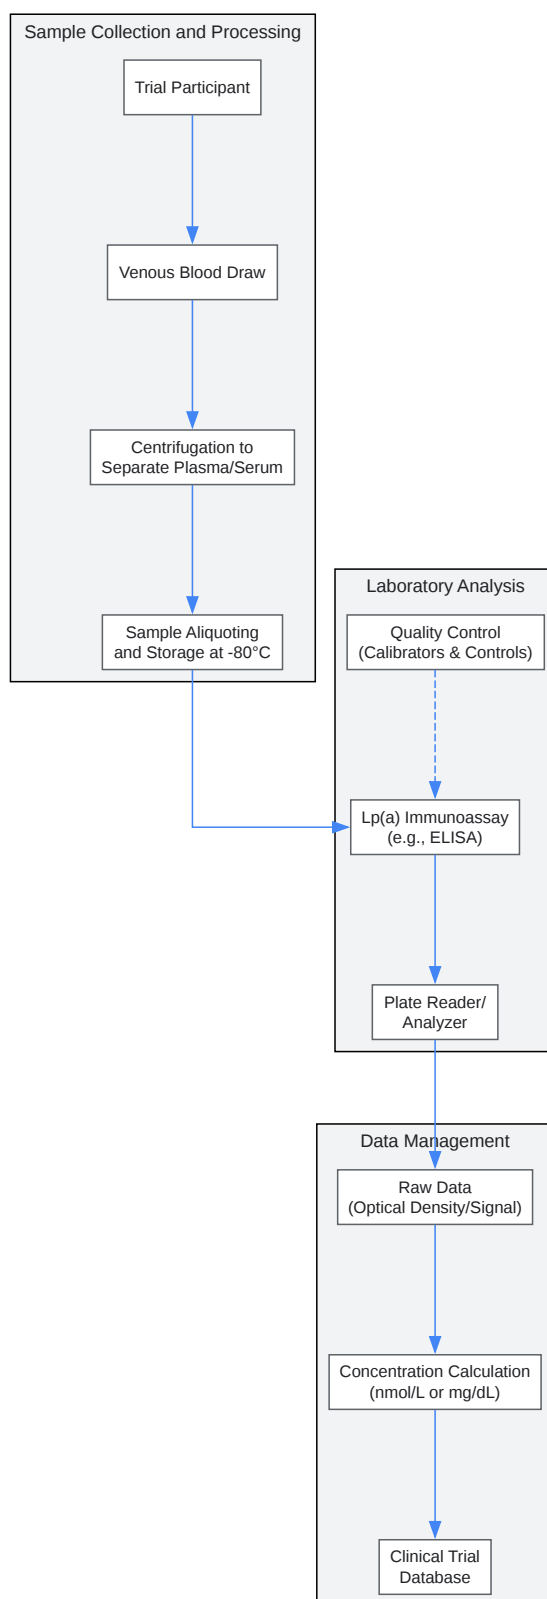 Sample Collection and Processing
Trial Participant
Venous Blood Draw
Centrifugation to
Separate Plasma/Serum
Sample Aliquoting
and Storage at -80°C
Laboratory Analysis
Quality Control
(Calibrators & Controls)
Lp(a) Immunoassay
(e.g., ELISA)
Plate Reader/
Analyzer
Data Management
Raw Data
(Optical Density/Signal)
Concentration Calculation
(nmol/L or mg/dL)
Clinical Trial
Database